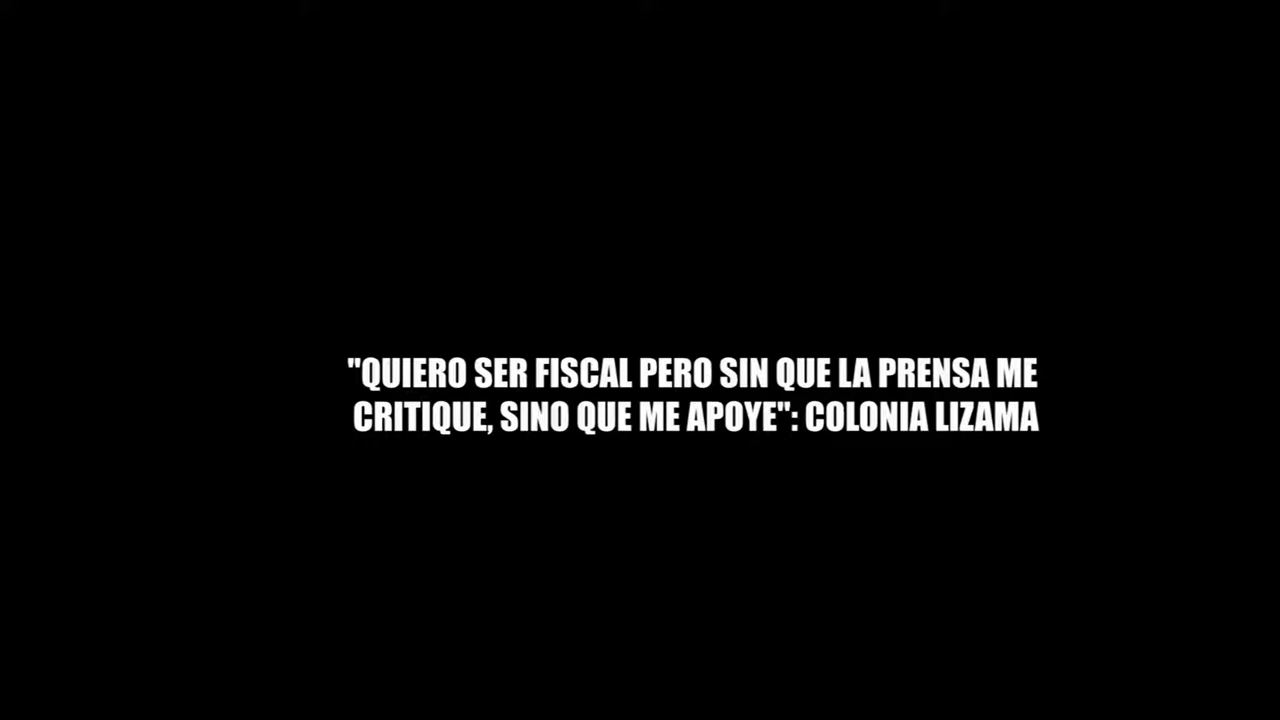 "QUIERO SER FISCAL PERO SIN QUE LA PRENSA ME
CRITIQUE, SINO QUE ME APOYE": COLONIA LIZAMA